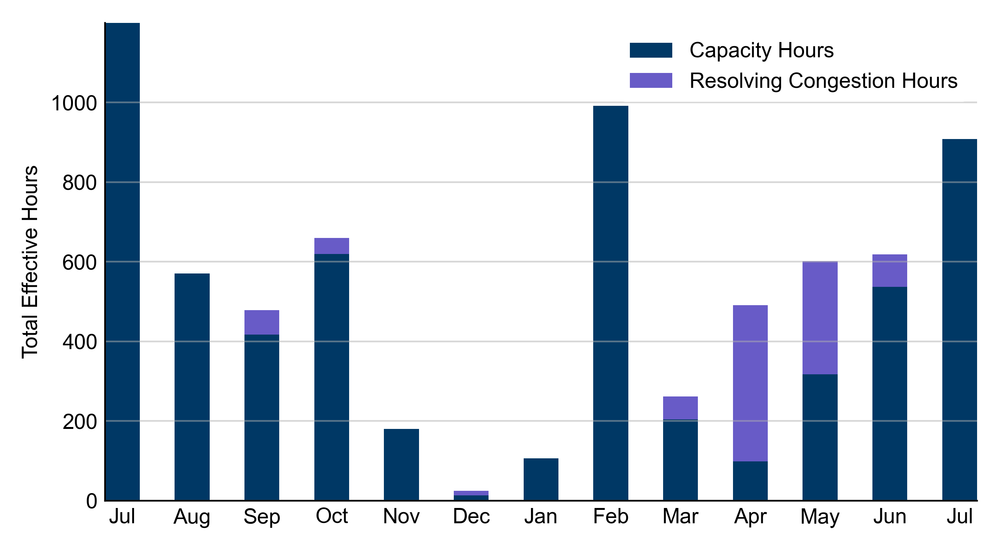 Capacity Hours
Resolving Congestion Hours
Total Effective Hours
1000
800
600
400
200
0
Jul Aug Sep Oct Nov Dec Jan Feb Mar Apr May Jun Jul